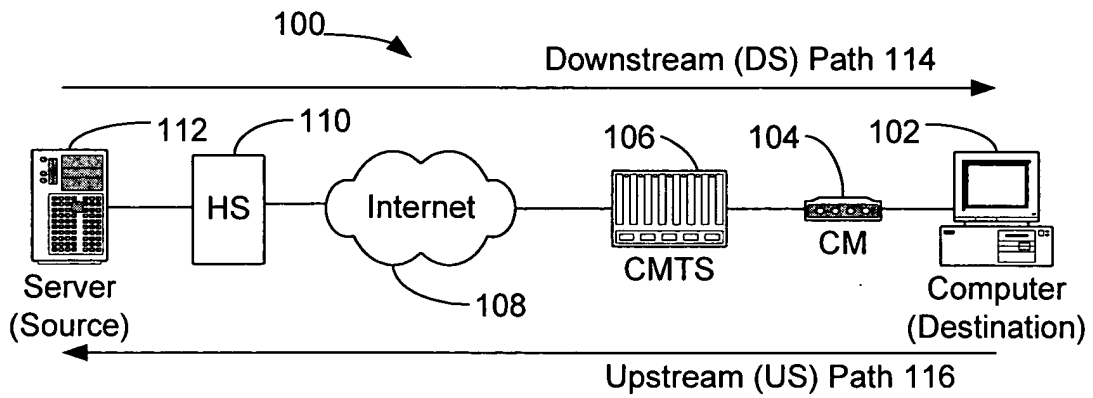 100
Downstream (DS) Path 114
112
110
106
104
102
HS
Internet
CMTS
CM
108
Server
(Source)
Computer
(Destination)
Upstream (US) Path 116